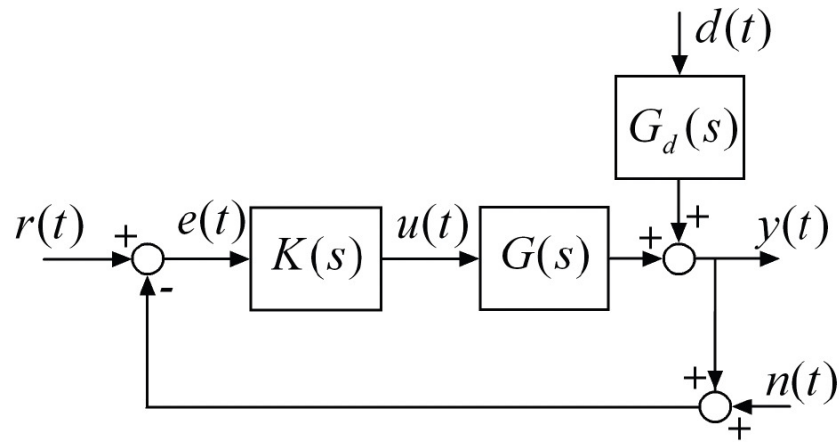 d(t)
G_d(s)
+
r(t) + e(t) K(s) u(t) G(s) + y(t)
-
+ n(t)
+